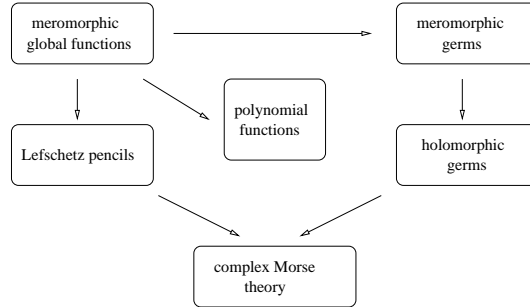 meromorphic
global functions
meromorphic
germs
polynomial
functions
Lefschetz pencils
holomorphic
germs
complex Morse
theory